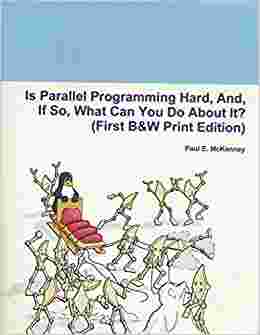 Is Parallel Programming Hard, And,
If So, What Can You Do About It?
(First B&W Print Edition)
Paul E. McKenney